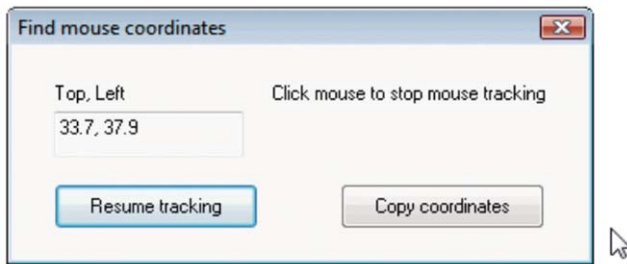 Find mouse coordinates
Top, Left
Click mouse to stop mouse tracking
33.7, 37.9
Resume tracking
Copy coordinates